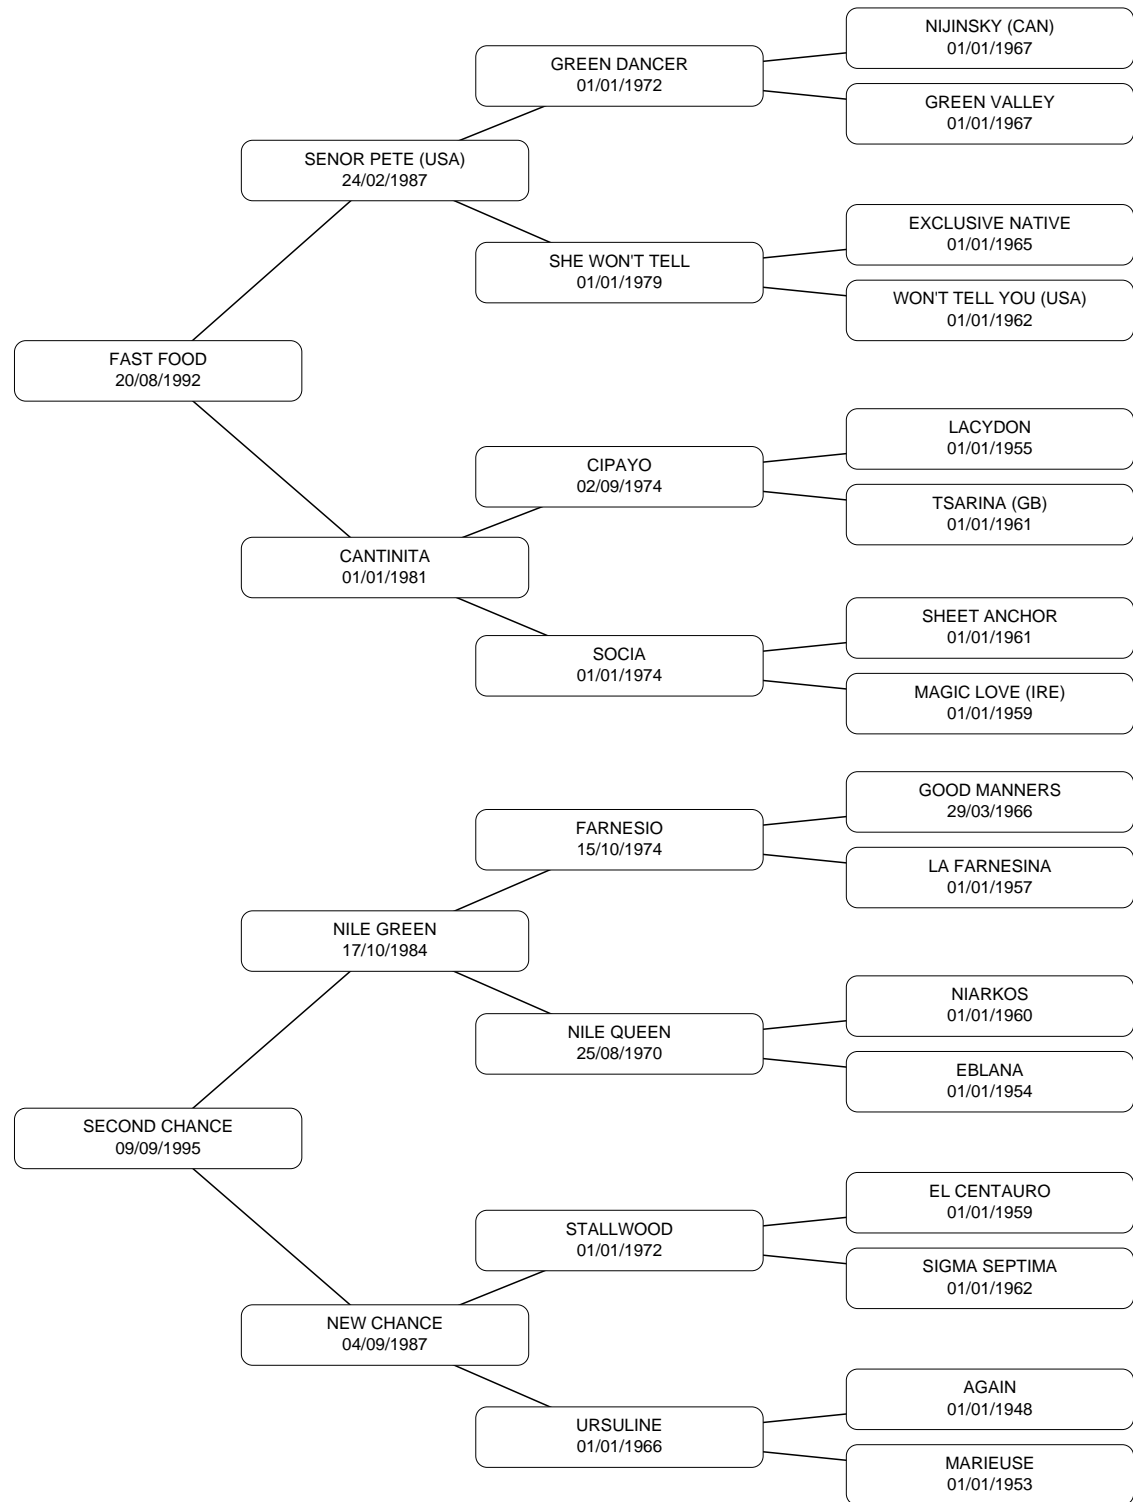 NIJINSKY (CAN)
01/01/1967
GREEN DANCER
01/01/1972
GREEN VALLEY
01/01/1967
SENOR PETE (USA)
24/02/1987
EXCLUSIVE NATIVE
01/01/1965
SHE WON'T TELL
01/01/1979
WON'T TELL YOU (USA)
01/01/1962
FAST FOOD
20/08/1992
LACYDON
01/01/1955
CIPAYO
02/09/1974
TSARINA (GB)
01/01/1961
CANTINITA
01/01/1981
SHEET ANCHOR
01/01/1961
SOCIA
01/01/1974
MAGIC LOVE (IRE)
01/01/1959
GOOD MANNERS
29/03/1966
FARNESIO
15/10/1974
LA FARNESINA
01/01/1957
NILE GREEN
17/10/1984
NIARKOS
01/01/1960
NILE QUEEN
25/08/1970
EBLANA
01/01/1954
SECOND CHANCE
09/09/1995
EL CENTAURO
01/01/1959
STALLWOOD
01/01/1972
SIGMA SEPTIMA
01/01/1962
NEW CHANCE
04/09/1987
AGAIN
01/01/1948
URSULINE
01/01/1966
MARIEUSE
01/01/1953